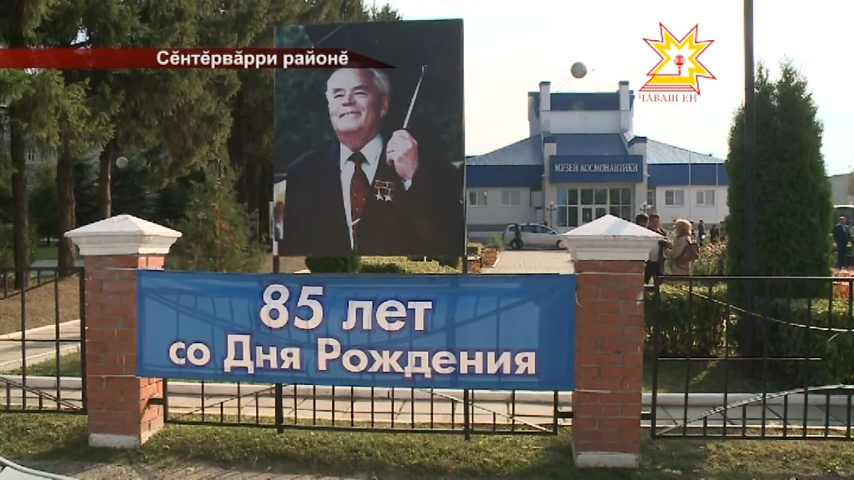 Сĕнтĕрвăрри районĕ
ЧĂВАШ ЕН
МУЗЕЙ КОСМОНАВТИКИ
85 лет
со Дня Рождения